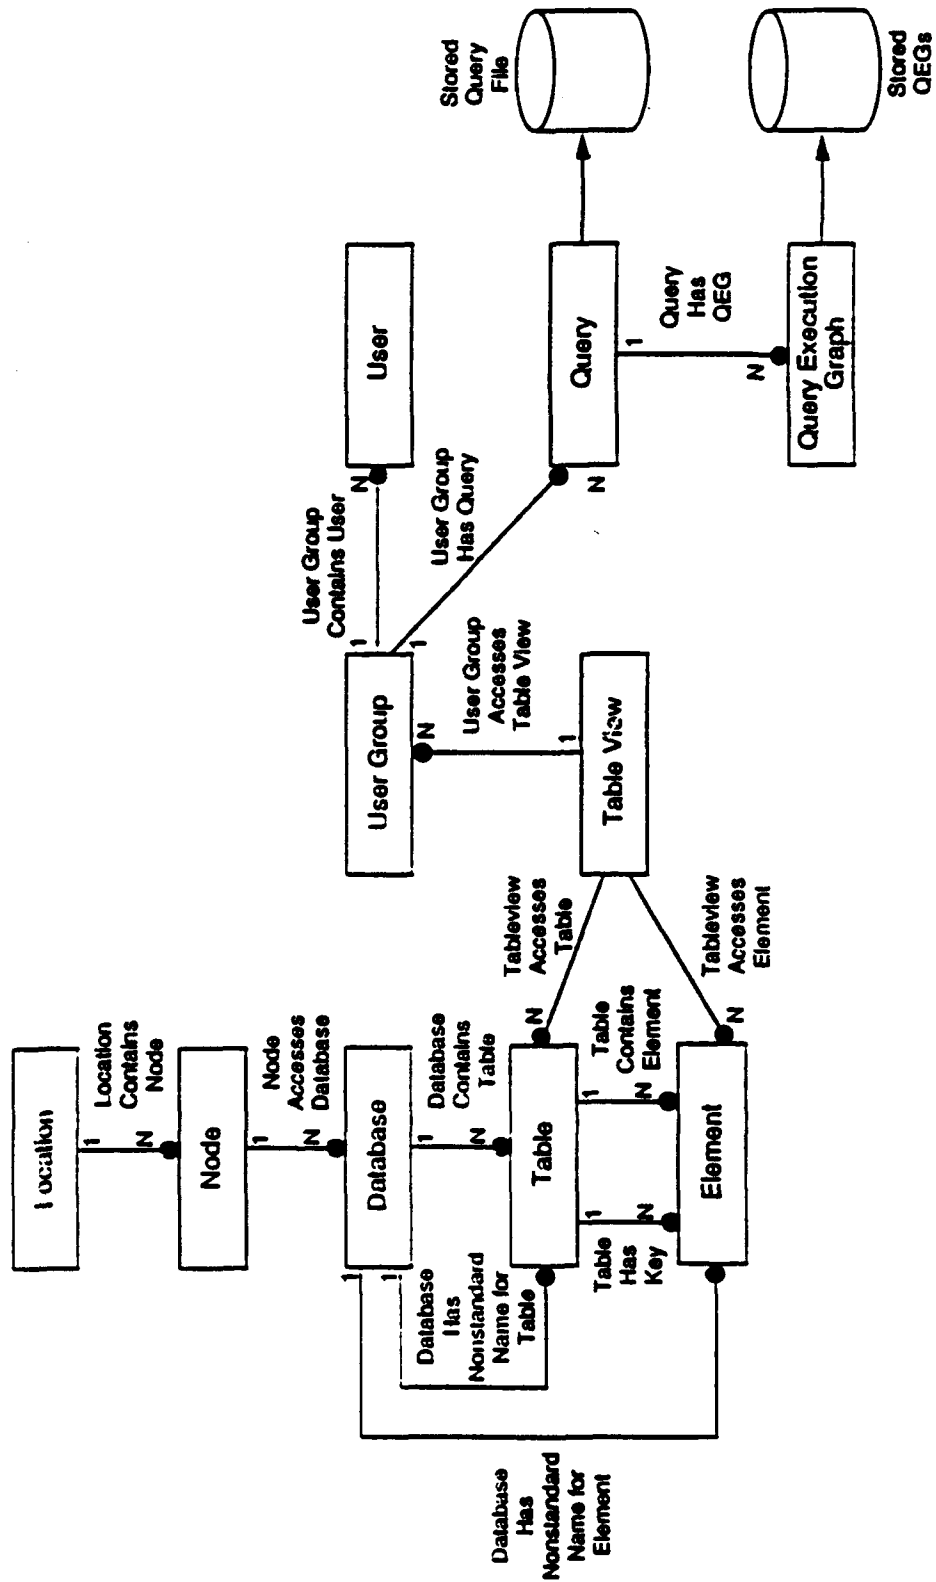 Location
1
Location
Contains
Node
N
Node
1
Node
Accesses
Database
N
Database
1
1
1
Database
Contains
Table
N
Database
Has
Nonstandard
Name for
Table
Database
Has
Nonstandard
Name for
Element
Table
1
1
Table
Has
Key
N
Table
Contains
Element
N
Element
N
Tableview
Accesses
Table
N
Tableview
Accesses
Element
Table View
1
User Group
Accesses
Table View
N
User Group
1
1
User Group
Contains User
N
User
User Group
Has Query
N
Query
1
Query
Has
QEG
N
Query Execution
Graph
Stored
Query
File
Stored
QEGs